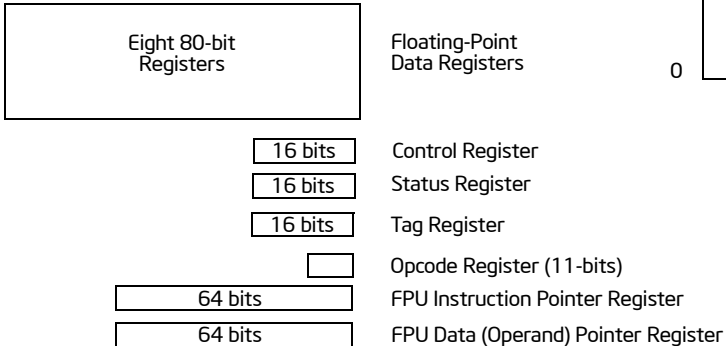 Eight 80-bit
Registers
Floating-Point
Data Registers
0
16 bits
Control Register
16 bits
Status Register
16 bits
Tag Register
Opcode Register (11-bits)
64 bits
FPU Instruction Pointer Register
64 bits
FPU Data (Operand) Pointer Register